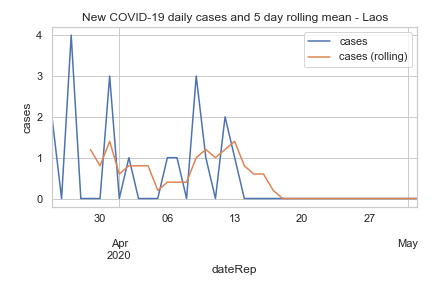 New COVID-19 daily cases and 5 day rolling mean - Laos
cases
cases (rolling)
cases
4
3
2
1
0
30 06 13 20 27
Apr May
2020
dateRep